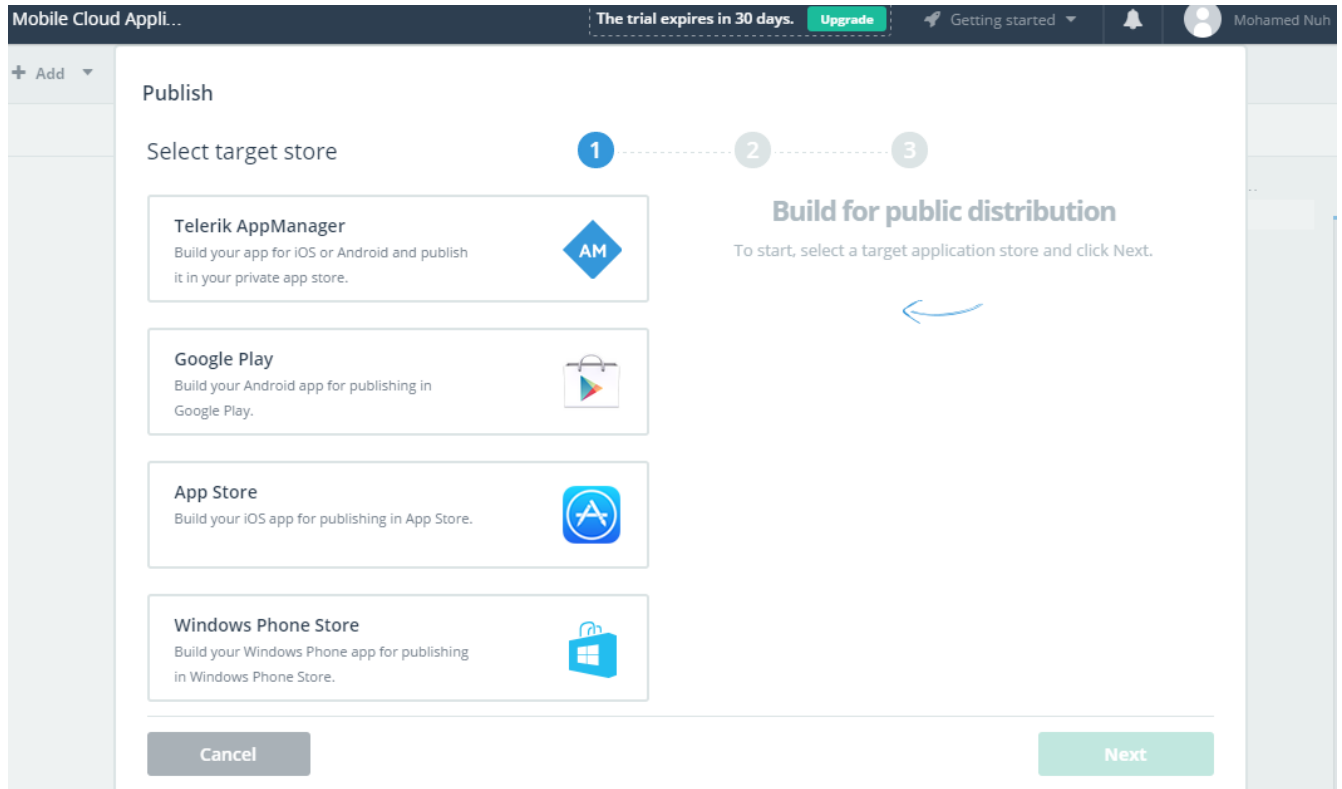 Mobile Cloud Appli...
The trial expires in 30 days. Upgrade
Getting started
Mohamed Nuh
+ Add
Publish
Select target store
1
2
3
Telerik AppManager
Build your app for iOS or Android and publish
it in your private app store.
AM
Build for public distribution
To start, select a target application store and click Next.
Google Play
Build your Android app for publishing in
Google Play.
App Store
Build your iOS app for publishing in App Store.
Windows Phone Store
Build your Windows Phone app for publishing
in Windows Phone Store.
Cancel
Next